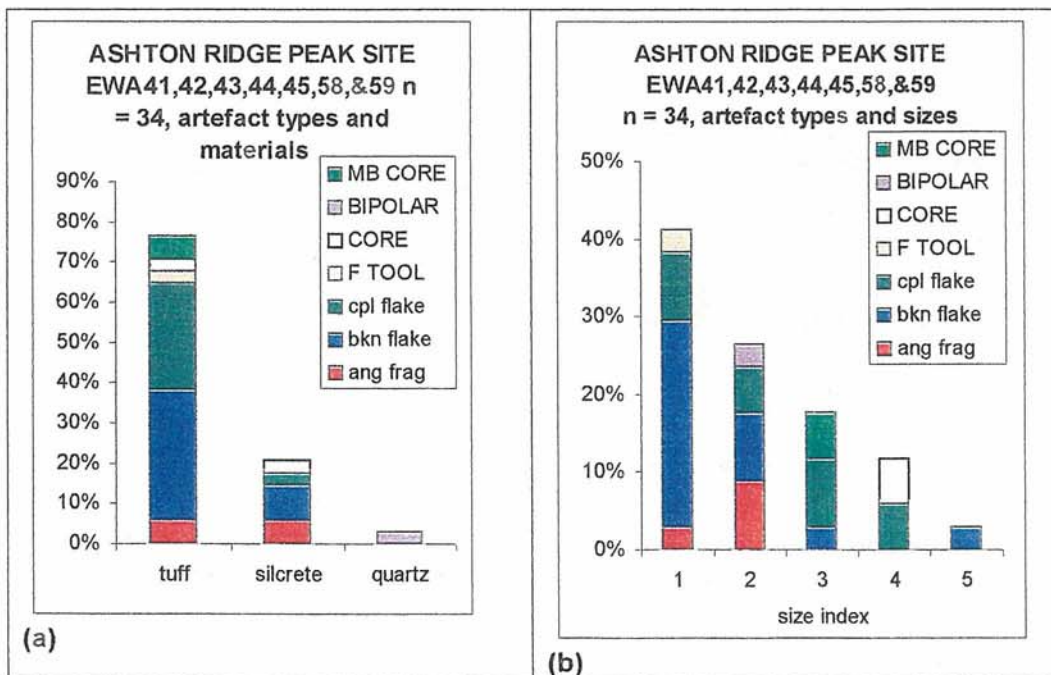 ASHTON RIDGE PEAK SITE
EWA41,42,43,44,45,58,&59 n
= 34, artefact types and
materials
90%
80%
70%
60%
50%
40%
30%
20%
10%
0%
MB CORE
BIPOLAR
CORE
F TOOL
cpl flake
bkn flake
ang frag
tuff
silcrete
quartz
(a)
ASHTON RIDGE PEAK SITE
EWA41,42,43,44,45,58,&59
n = 34, artefact types and sizes
50%
40%
30%
20%
10%
0%
MB CORE
BIPOLAR
CORE
F TOOL
cpl flake
bkn flake
ang frag
1
2
3
4
5
size index
(b)